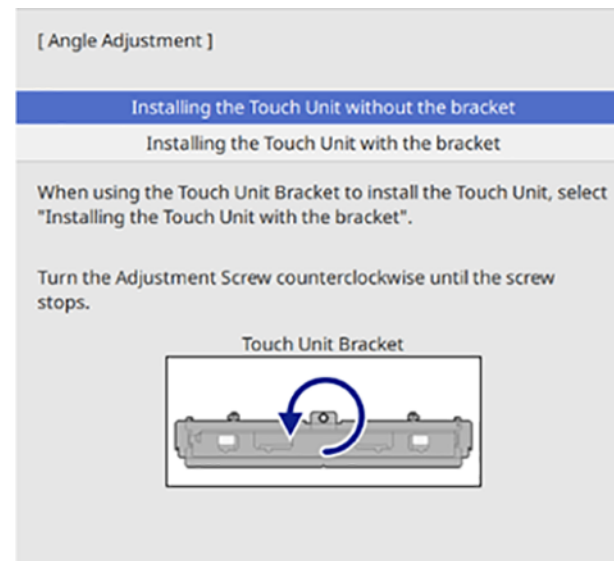 [ Angle Adjustment ]
Installing the Touch Unit without the bracket
Installing the Touch Unit with the bracket
When using the Touch Unit Bracket to install the Touch Unit, select
"Installing the Touch Unit with the bracket".
Turn the Adjustment Screw counterclockwise until the screw
stops.
Touch Unit Bracket